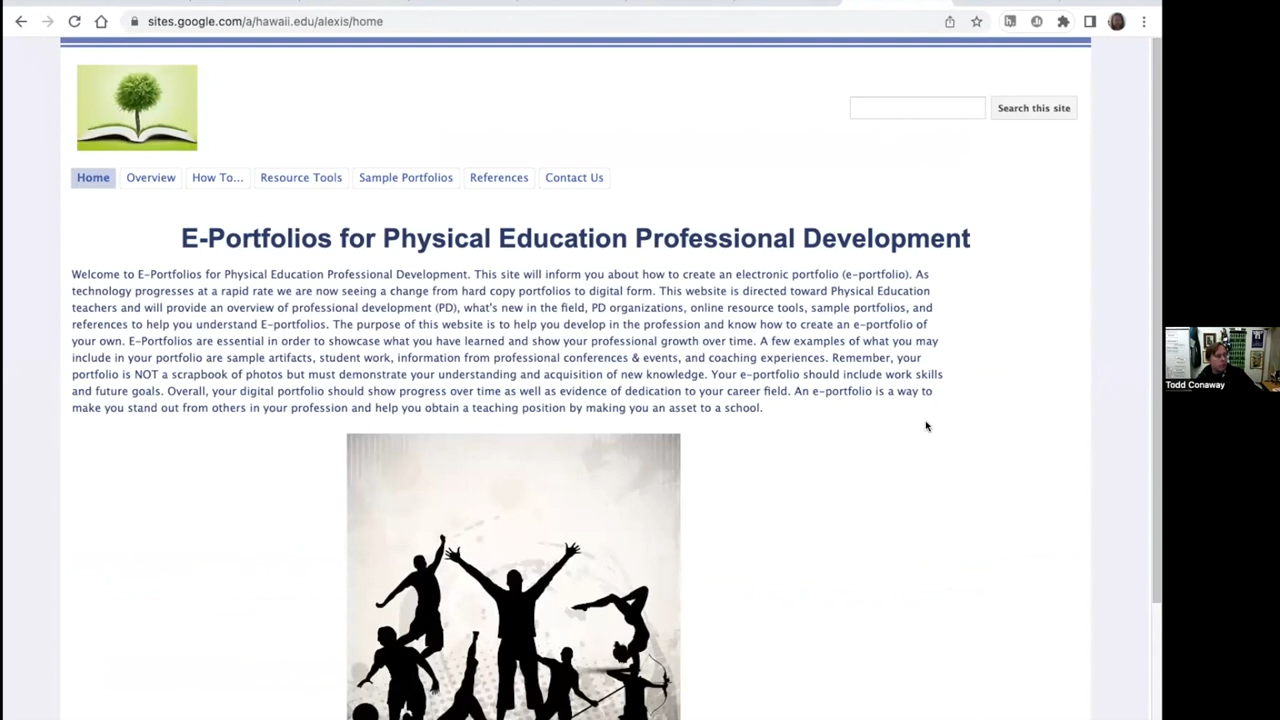 sites.google.com/a/hawaii.edu/alexis/home
Search this site
Home Overview How To... Resource Tools Sample Portfolios References Contact Us
E-Portfolios for Physical Education Professional Development
Welcome to E-Portfolios for Physical Education Professional Development. This site will inform you about how to create an electronic portfolio (e-portfolio). As
technology progresses at a rapid rate we are now seeing a change from hard copy portfolios to digital form. This website is directed toward Physical Education
teachers and will provide an overview of professional development (PD), what's new in the field, PD organizations, online resource tools, sample portfolios, and
references to help you understand E-portfolios. The purpose of this website is to help you develop in the profession and know how to create an e-portfolio of
your own. E-Portfolios are essential in order to showcase what you have learned and show your professional growth over time. A few examples of what you may
include in your portfolio are sample artifacts, student work, information from professional conferences & events, and coaching experiences. Remember, your
portfolio is NOT a scrapbook of photos but must demonstrate your understanding and acquisition of new knowledge. Your e-portfolio should include work skills
and future goals. Overall, your digital portfolio should show progress over time as well as evidence of dedication to your career field. An e-portfolio is a way to
make you stand out from others in your profession and help you obtain a teaching position by making you an asset to a school.
Todd Conaway